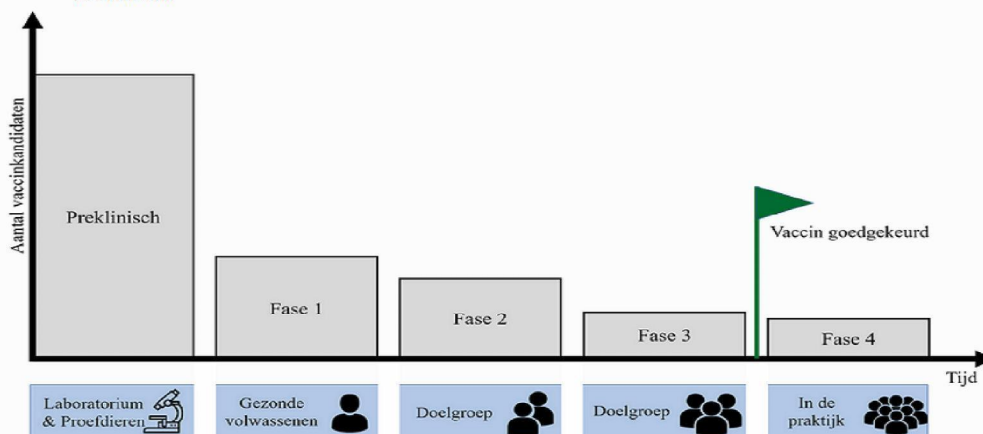 Aantal vaccinkandidaten
Preklinisch
Fase 1
Fase 2
Fase 3
Fase 4
Vaccin goedgekeurd
Tijd
Laboratorium
& Proefdieren
Gezonde
volwassenen
Doelgroep
Doelgroep
In de
praktijk